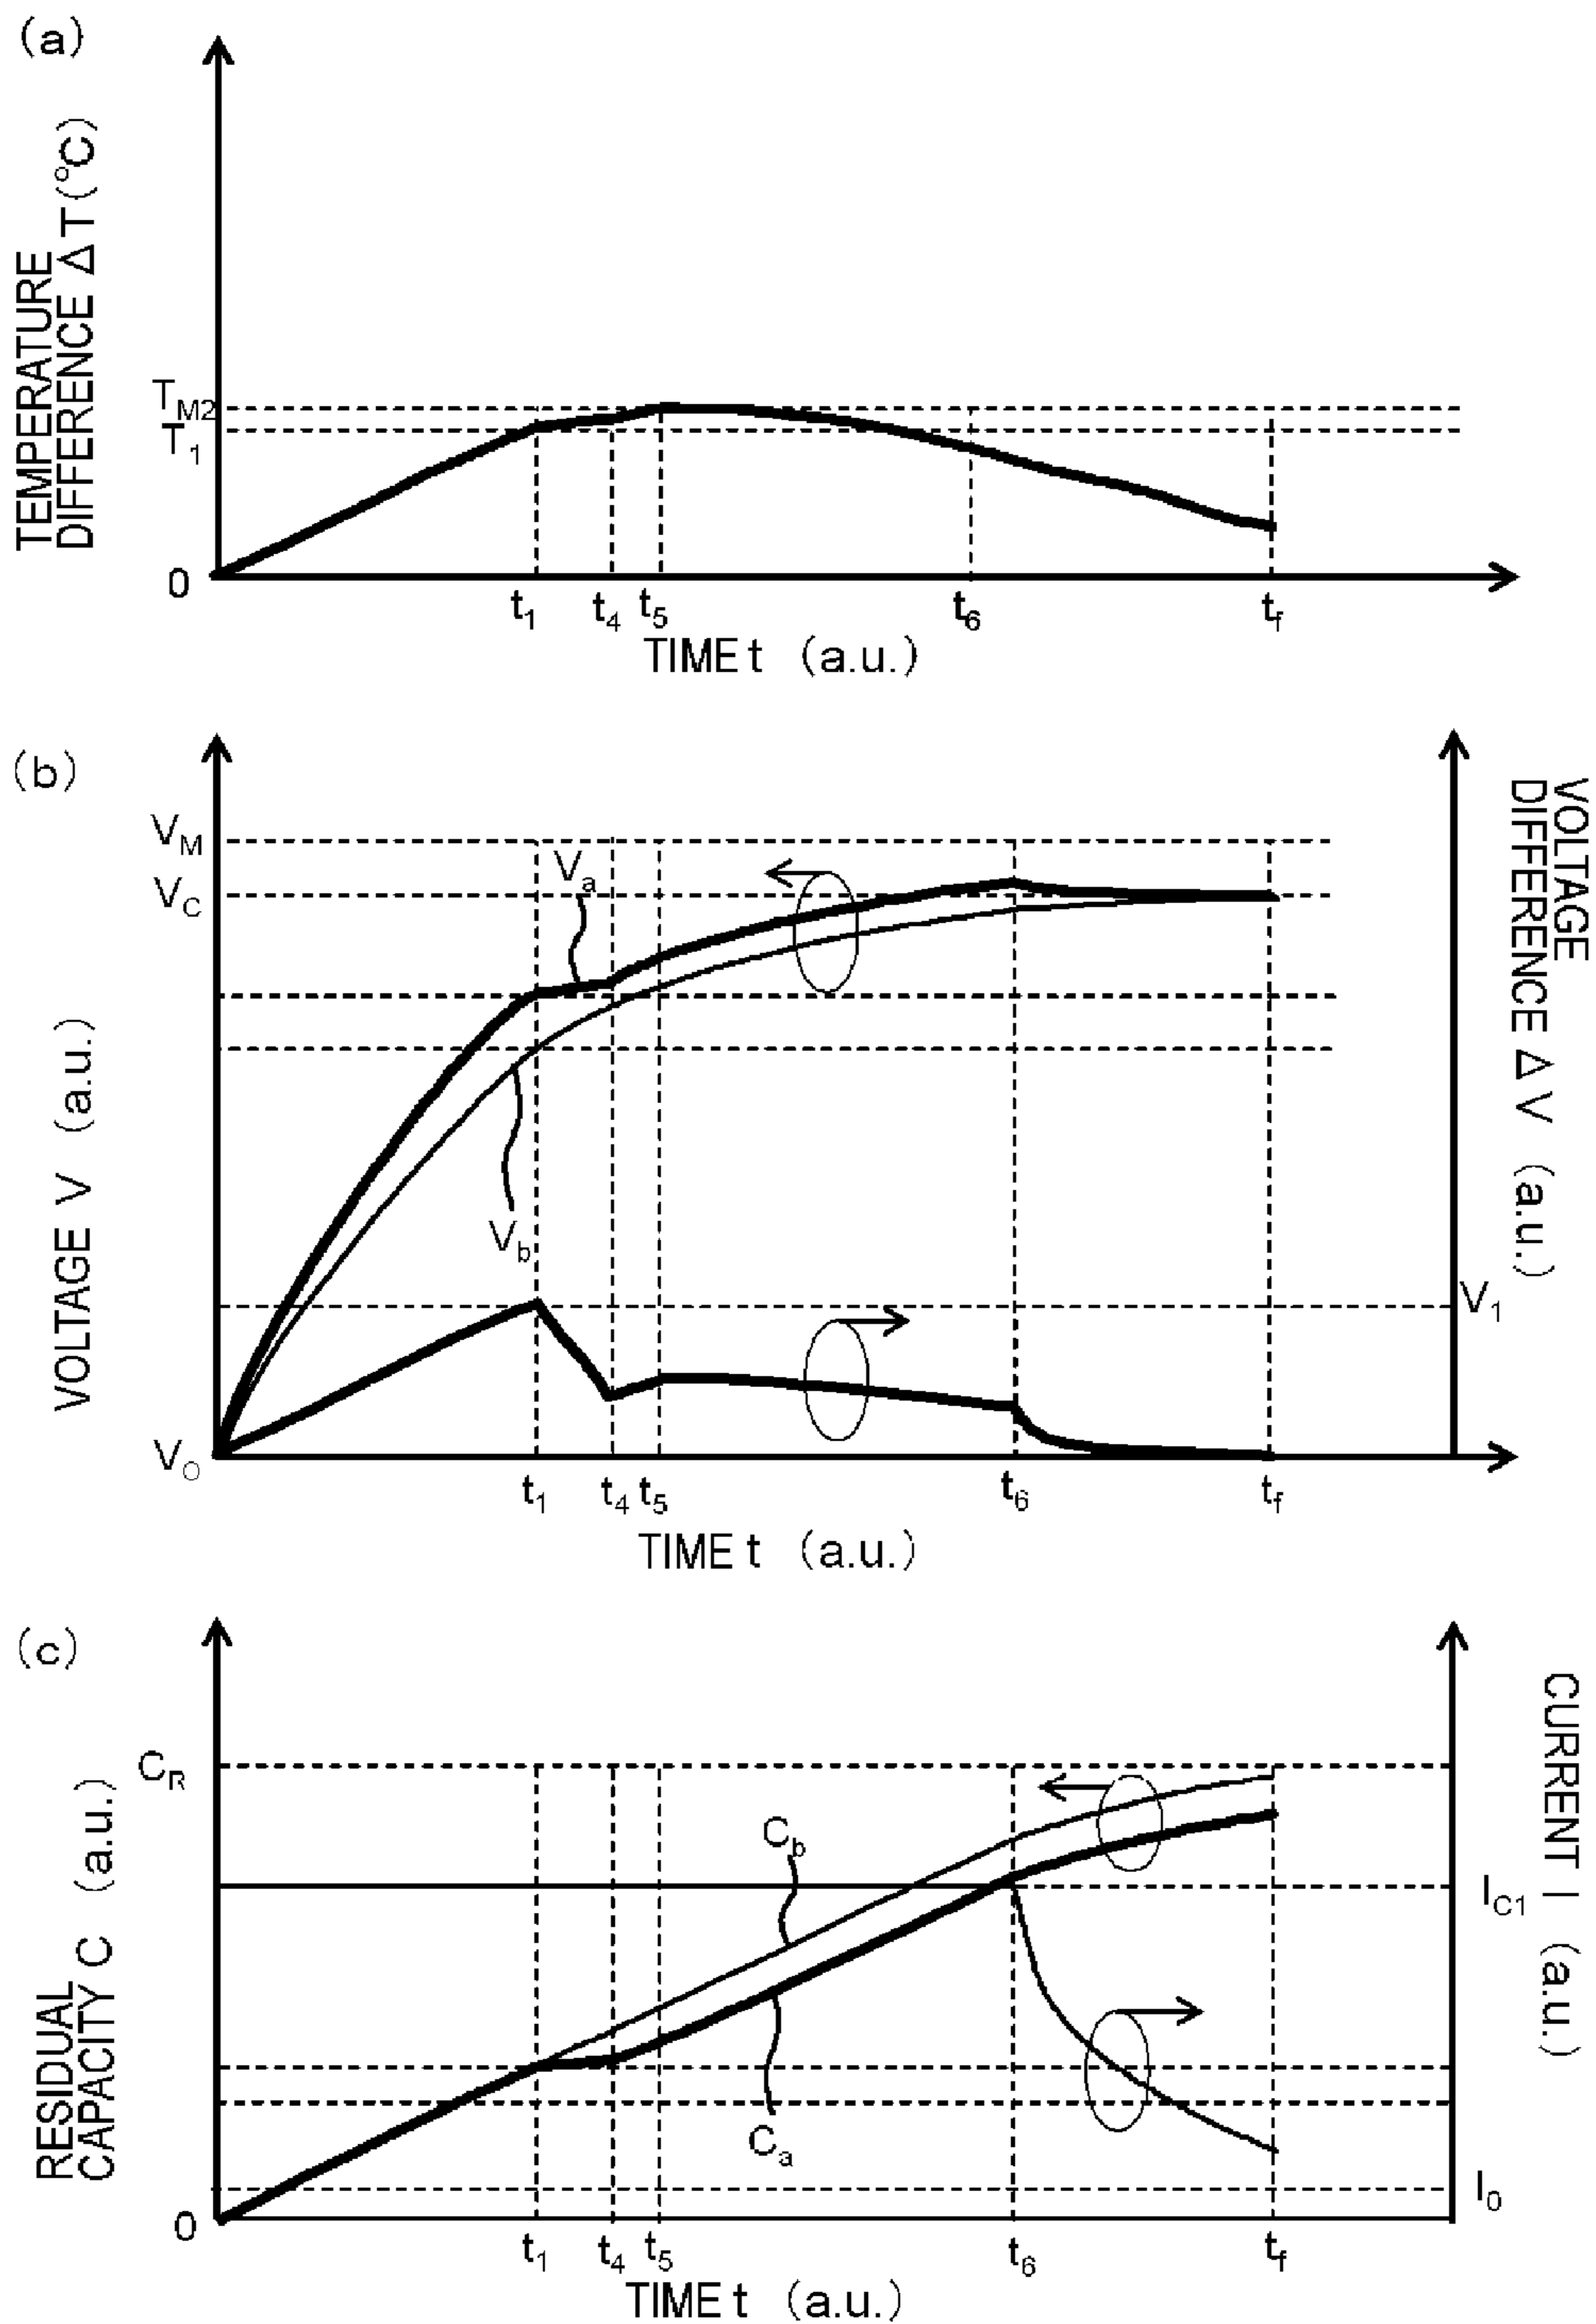 (a)
TEMPERATURE
DIFFERENCE ΔT(℃)
T_M2
T_1
0
t_1 t_4 t_5 t_6 t_f
TIME t (a.u.)
(b)
VOLTAGE V (a.u.)
V_M
V_C
V_O
V_a
V_b
VOLTAGE
DIFFERENCE ΔV (a.u.)
V_1
t_1 t_4 t_5 t_6 t_f
TIME t (a.u.)
(c)
RESIDUAL
CAPACITY C (a.u.)
C_R
0
C_b
C_a
CURRENT I (a.u.)
I_C1
I_0
t_1 t_4 t_5 t_6 t_f
TIME t (a.u.)